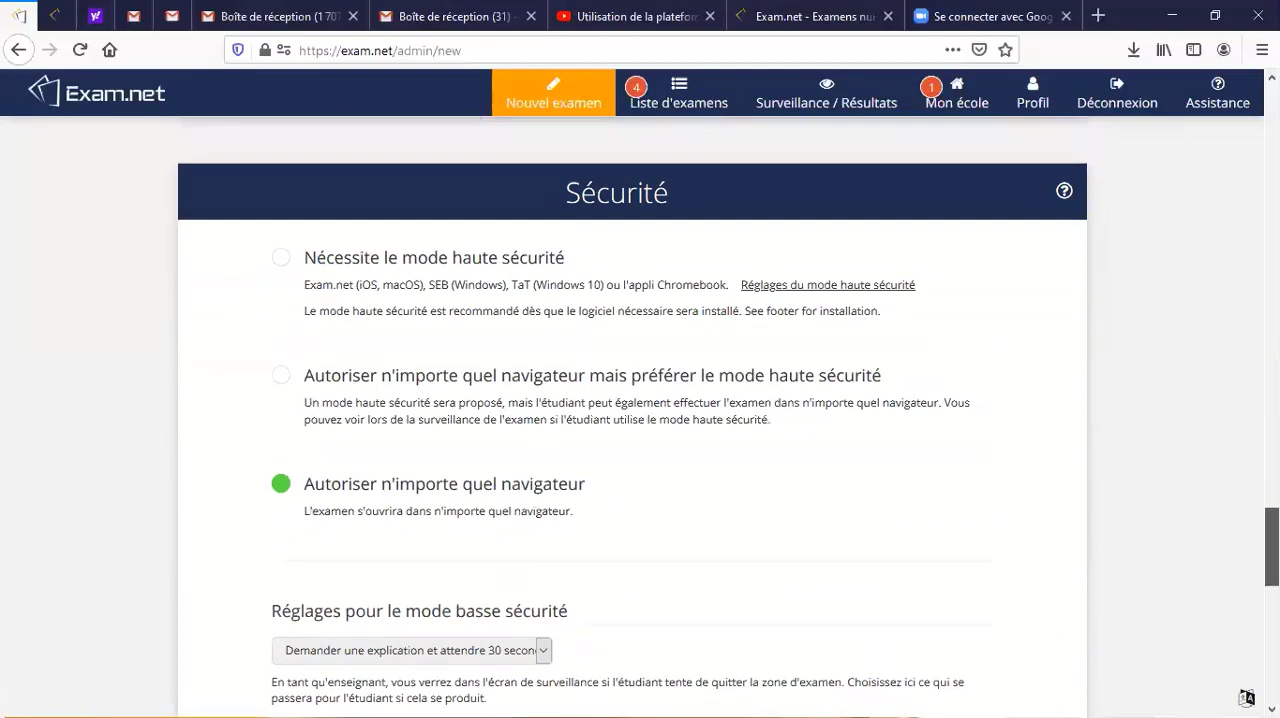 Boîte de réception (1 707
Boîte de réception (31) -
Utilisation de la platefor
Exam.net - Examens nu
Se connecter avec Goog
https://exam.net/admin/new
Exam.net
Nouvel examen
4
Liste d'examens
Surveillance / Résultats
1
Mon école
Profil
Déconnexion
Assistance
Sécurité
Nécessite le mode haute sécurité
Exam.net (iOS, macOS), SEB (Windows), TaT (Windows 10) ou l'appli Chromebook. Réglages du mode haute sécurité
Le mode haute sécurité est recommandé dès que le logiciel nécessaire sera installé. See footer for installation.
Autoriser n'importe quel navigateur mais préférer le mode haute sécurité
Un mode haute sécurité sera proposé, mais l'étudiant peut également effectuer l'examen dans n'importe quel navigateur. Vous
pouvez voir lors de la surveillance de l'examen si l'étudiant utilise le mode haute sécurité.
Autoriser n'importe quel navigateur
L'examen s'ouvrira dans n'importe quel navigateur.
Réglages pour le mode basse sécurité
Demander une explication et attendre 30 secon
En tant qu'enseignant, vous verrez dans l'écran de surveillance si l'étudiant tente de quitter la zone d'examen. Choisissez ici ce qui se
passera pour l'étudiant si cela se produit.